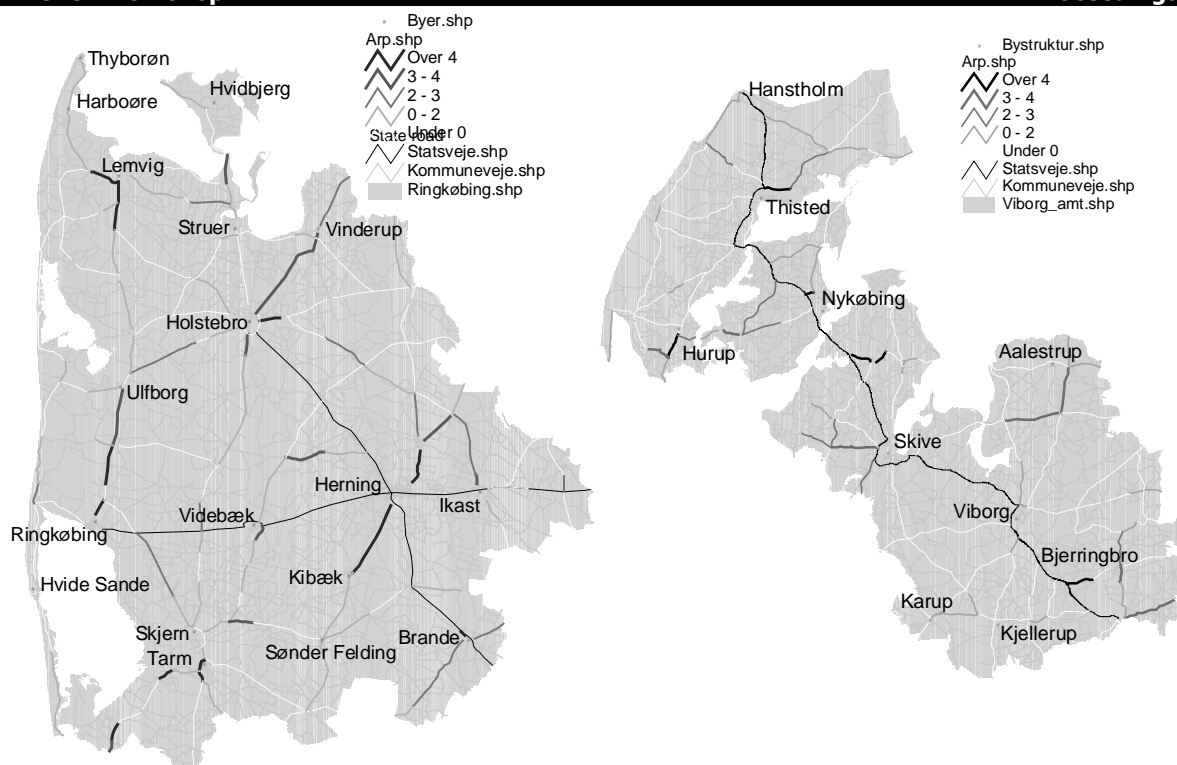 Byer.shp
Arp.shp
Over 4
3 - 4
2 - 3
0 - 2
Under 0
State road
Statsveje.shp
Kommuneveje.shp
Ringkøbing.shp
Thyborøn
Hvidbjerg
Harboøre
Lemvig
Struer
Vinderup
Holstebro
Ulfborg
Herning
Ikast
Videbæk
Ringkøbing
Kibæk
Hvide Sande
Skjern
Brande
Sønder Felding
Tarm
Bystruktur.shp
Arp.shp
Over 4
3 - 4
2 - 3
0 - 2
Under 0
Statsveje.shp
Kommuneveje.shp
Viborg_amt.shp
Hanstholm
Thisted
Nykøbing
Hurup
Aalestrup
Skive
Viborg
Bjerringbro
Karup
Kjellerup